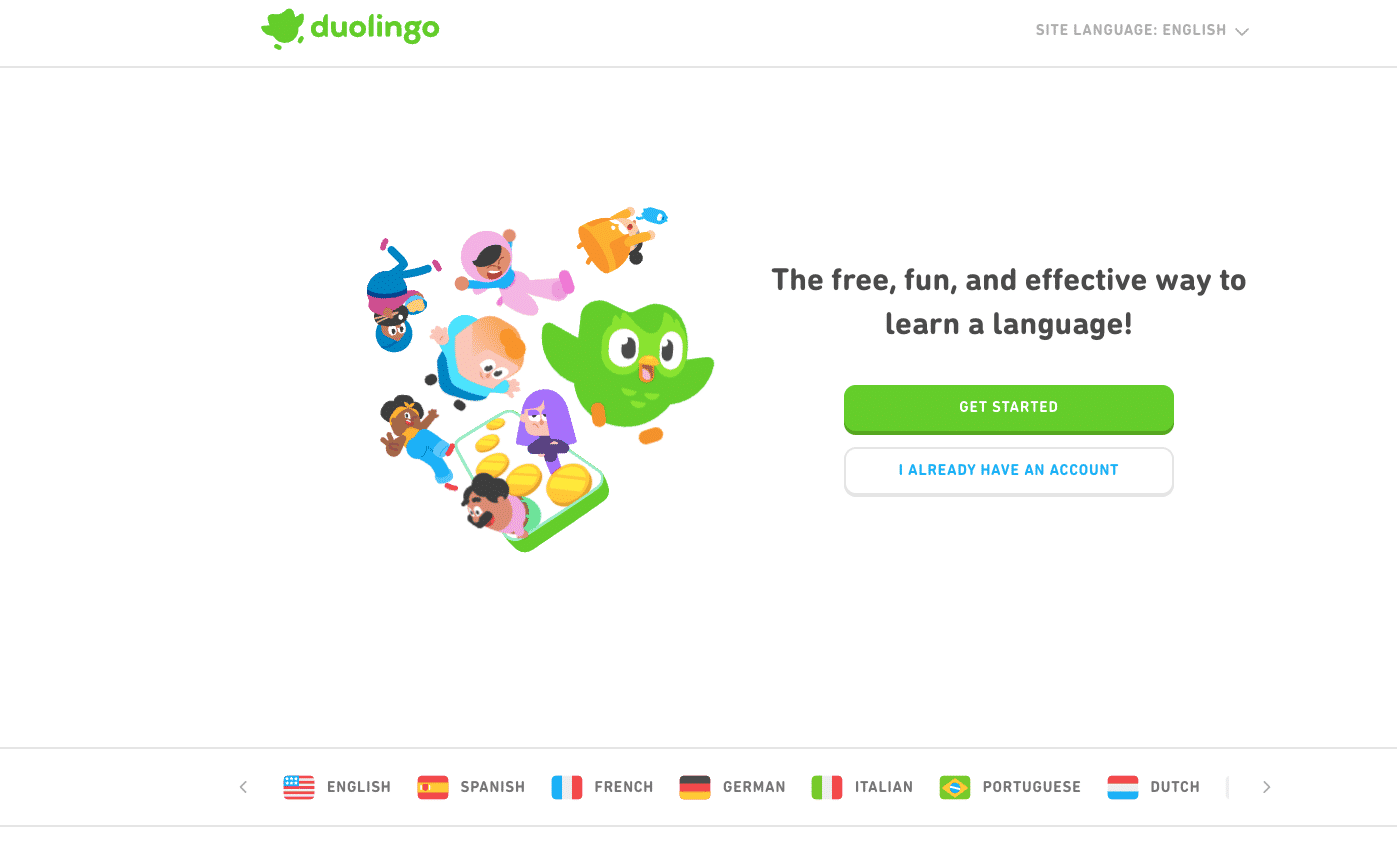 duolingo
SITE LANGUAGE: ENGLISH
The free, fun, and effective way to
learn a language!
GET STARTED
I ALREADY HAVE AN ACCOUNT
ENGLISH SPANISH FRENCH GERMAN ITALIAN PORTUGUESE DUTCH